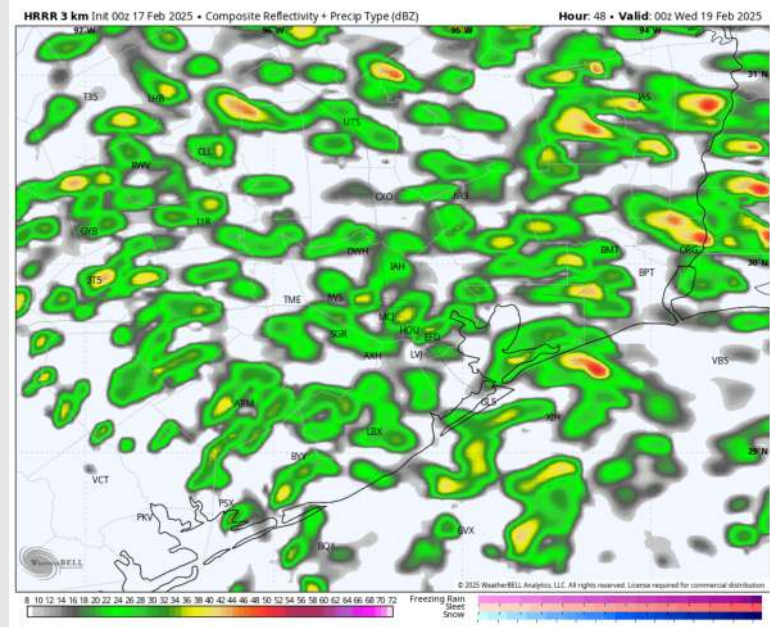 HRRR 3 km Init 00z 17 Feb 2025 • Composite Reflectivity + Precip Type (dBZ) Hour: 48 • Valid: 00z Wed 19 Feb 2025
97°W 96°W 95°W 94°W
31°N
T35 LHB JAS
UTS
CLL
RWV
CXO 6R3
11R
GYB
DWH BMT ORG
IAH 30°N
BPT
3T5
TME IWS
MCJ
SGR HOU EFD
AXH LVJ VBS
GLS
ARM XIH
LBX
29°N
BYY
VCT
PSX
PKV
GVX
BQX
WeatherBELL
© 2025 WeatherBELL Analytics, LLC. All rights reserved. License required for commercial distribution.
8 10 12 14 16 18 20 22 24 26 28 30 32 34 36 38 40 42 44 46 48 50 52 54 56 58 60 62 64 66 68 70 72
Freezing Rain
Sleet
Snow